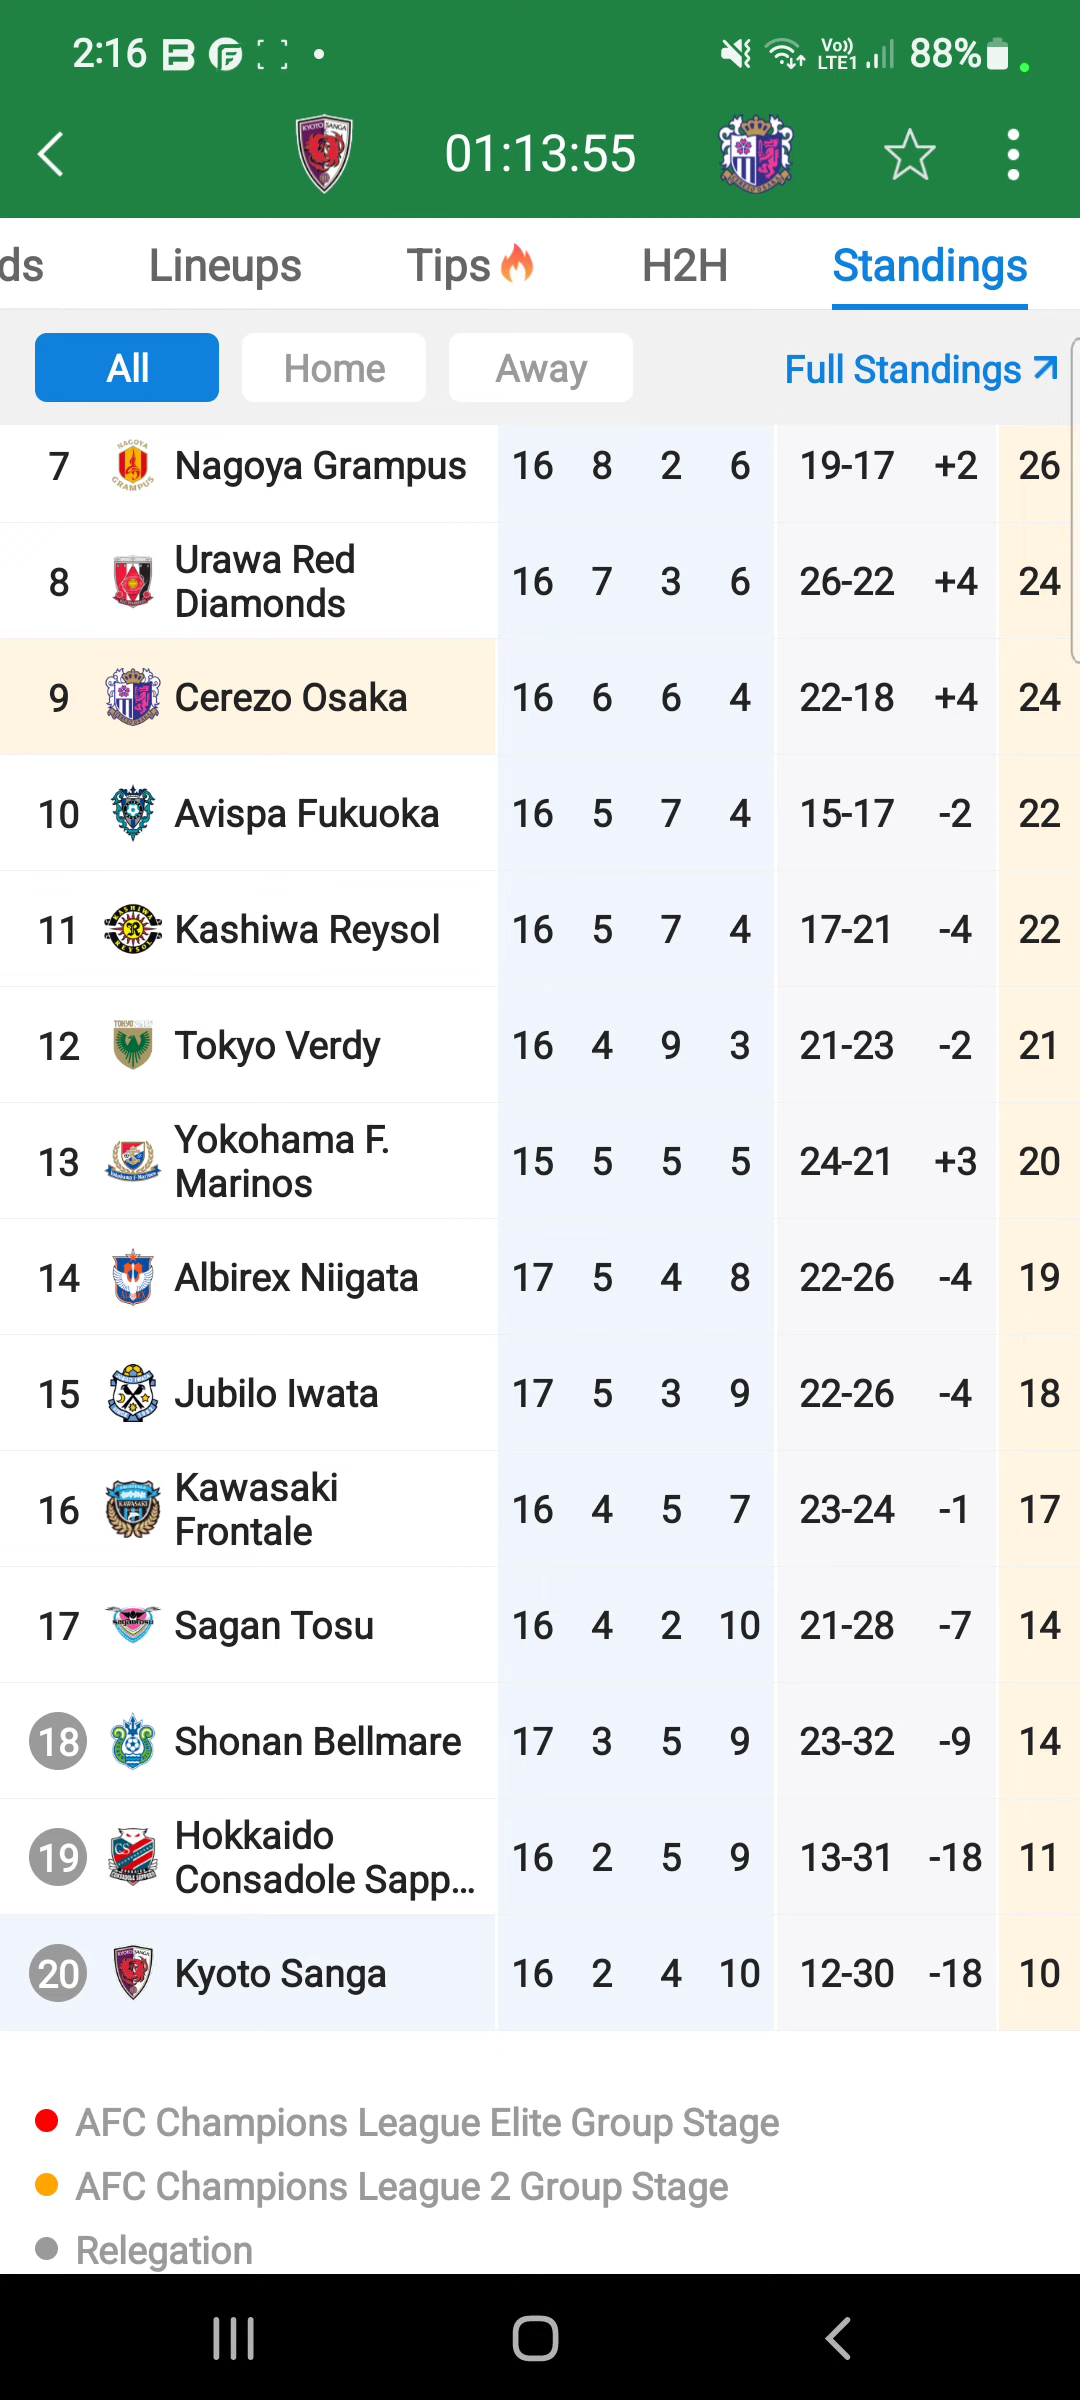 2:16 Vo)) LTE1 88%
01:13:55
ds Lineups Tips H2H Standings
All Home Away Full Standings
7 Nagoya Grampus 16 8 2 6 19-17 +2 26
8 Urawa Red Diamonds 16 7 3 6 26-22 +4 24
9 Cerezo Osaka 16 6 6 4 22-18 +4 24
10 Avispa Fukuoka 16 5 7 4 15-17 -2 22
11 Kashiwa Reysol 16 5 7 4 17-21 -4 22
12 Tokyo Verdy 16 4 9 3 21-23 -2 21
13 Yokohama F. Marinos 15 5 5 5 24-21 +3 20
14 Albirex Niigata 17 5 4 8 22-26 -4 19
15 Jubilo Iwata 17 5 3 9 22-26 -4 18
16 Kawasaki Frontale 16 4 5 7 23-24 -1 17
17 Sagan Tosu 16 4 2 10 21-28 -7 14
18 Shonan Bellmare 17 3 5 9 23-32 -9 14
19 Hokkaido Consadole Sapp... 16 2 5 9 13-31 -18 11
20 Kyoto Sanga 16 2 4 10 12-30 -18 10
AFC Champions League Elite Group Stage
AFC Champions League 2 Group Stage
Relegation